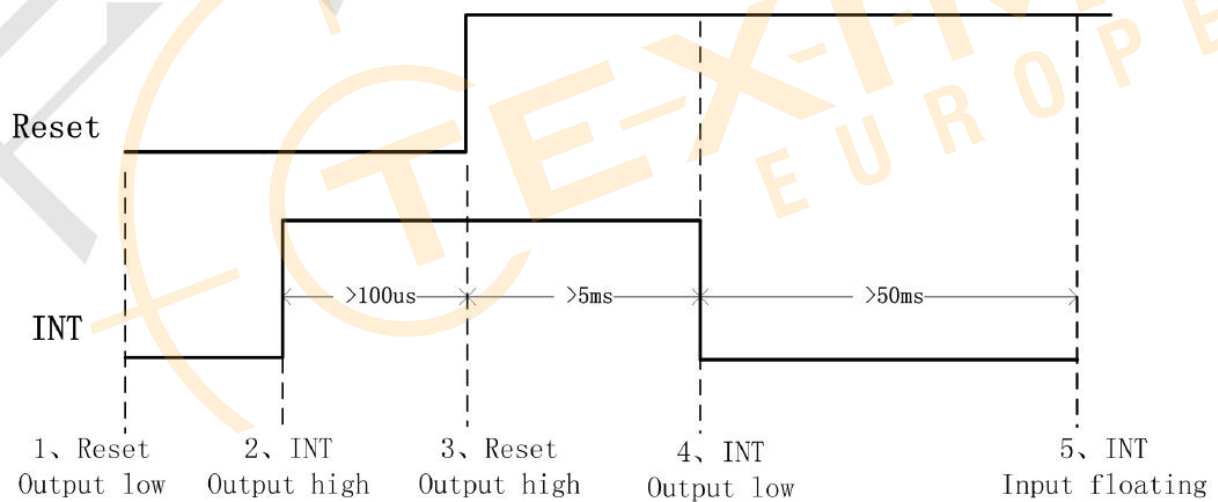 Reset
INT
>100us
>5ms
>50ms
1、Reset
Output low
2、INT
Output high
3、Reset
Output high
4、INT
Output low
5、INT
Input floating
EUROPE